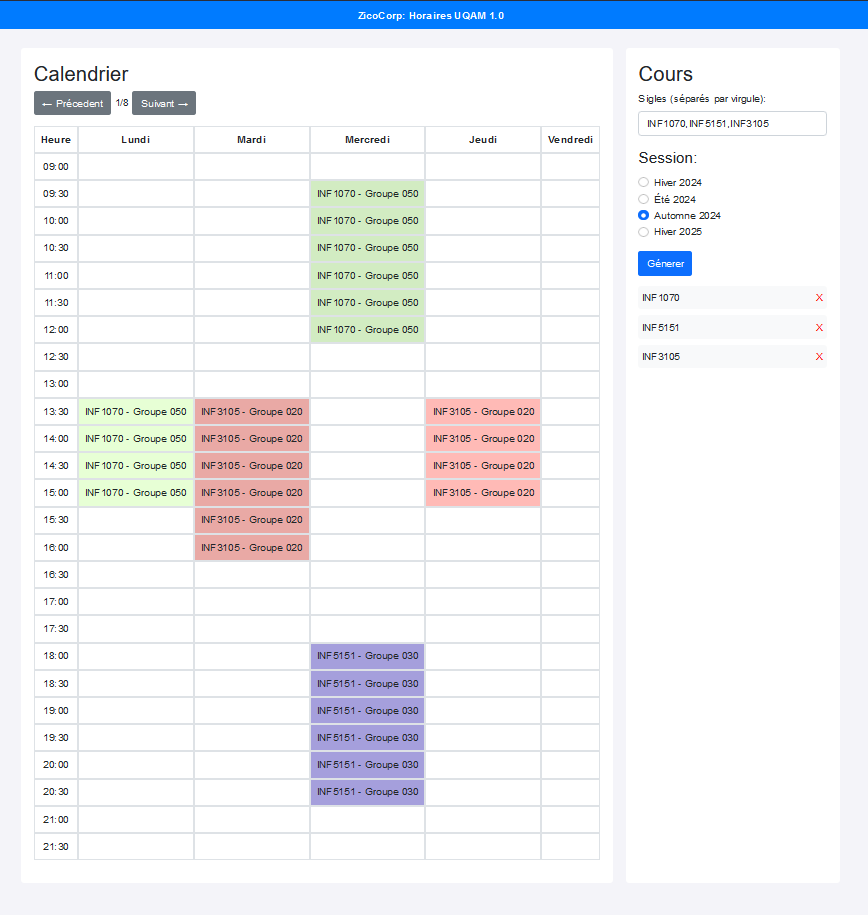 ZicoCorp: Horaires UQAM 1.0
Calendrier
← Précedent 1/8 Suivant →
Heure Lundi Mardi Mercredi Jeudi Vendredi
09:00
09:30 INF1070 - Groupe 050
10:00 INF1070 - Groupe 050
10:30 INF1070 - Groupe 050
11:00 INF1070 - Groupe 050
11:30 INF1070 - Groupe 050
12:00 INF1070 - Groupe 050
12:30
13:00
13:30 INF1070 - Groupe 050 INF3105 - Groupe 020 INF3105 - Groupe 020
14:00 INF1070 - Groupe 050 INF3105 - Groupe 020 INF3105 - Groupe 020
14:30 INF1070 - Groupe 050 INF3105 - Groupe 020 INF3105 - Groupe 020
15:00 INF1070 - Groupe 050 INF3105 - Groupe 020 INF3105 - Groupe 020
15:30 INF3105 - Groupe 020
16:00 INF3105 - Groupe 020
16:30
17:00
17:30
18:00 INF5151 - Groupe 030
18:30 INF5151 - Groupe 030
19:00 INF5151 - Groupe 030
19:30 INF5151 - Groupe 030
20:00 INF5151 - Groupe 030
20:30 INF5151 - Groupe 030
21:00
21:30
Cours
Sigles (séparés par virgule):
INF1070,INF5151,INF3105
Session:
Hiver 2024
Été 2024
Automne 2024
Hiver 2025
Génerer
INF1070 X
INF5151 X
INF3105 X